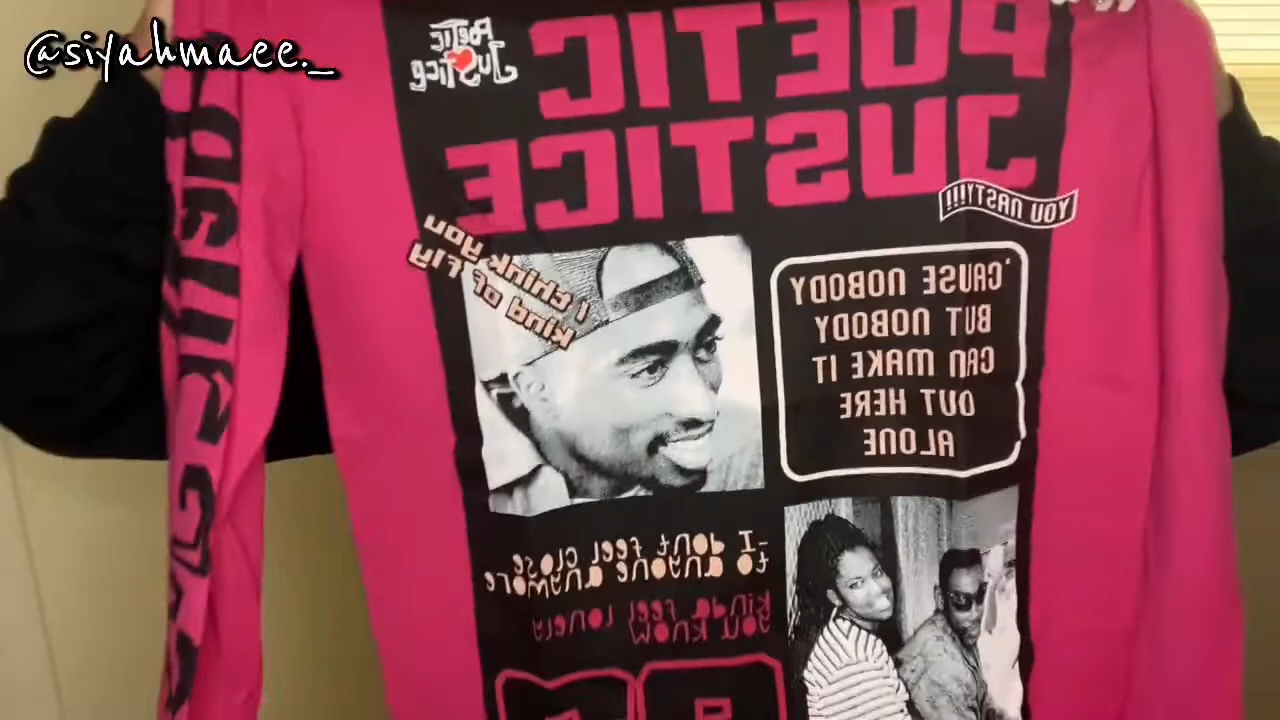 @siyahmaee._
Poetic
Justice
POETIC
JUSTICE
YOU NASTY!!!
I think you
kind of fly
'CAUSE NOBODY
BUT NOBODY
CAN MAKE IT
OUT HERE
ALONE
-I don't feel close
to anyone anymore
you know
kinda feel lonely